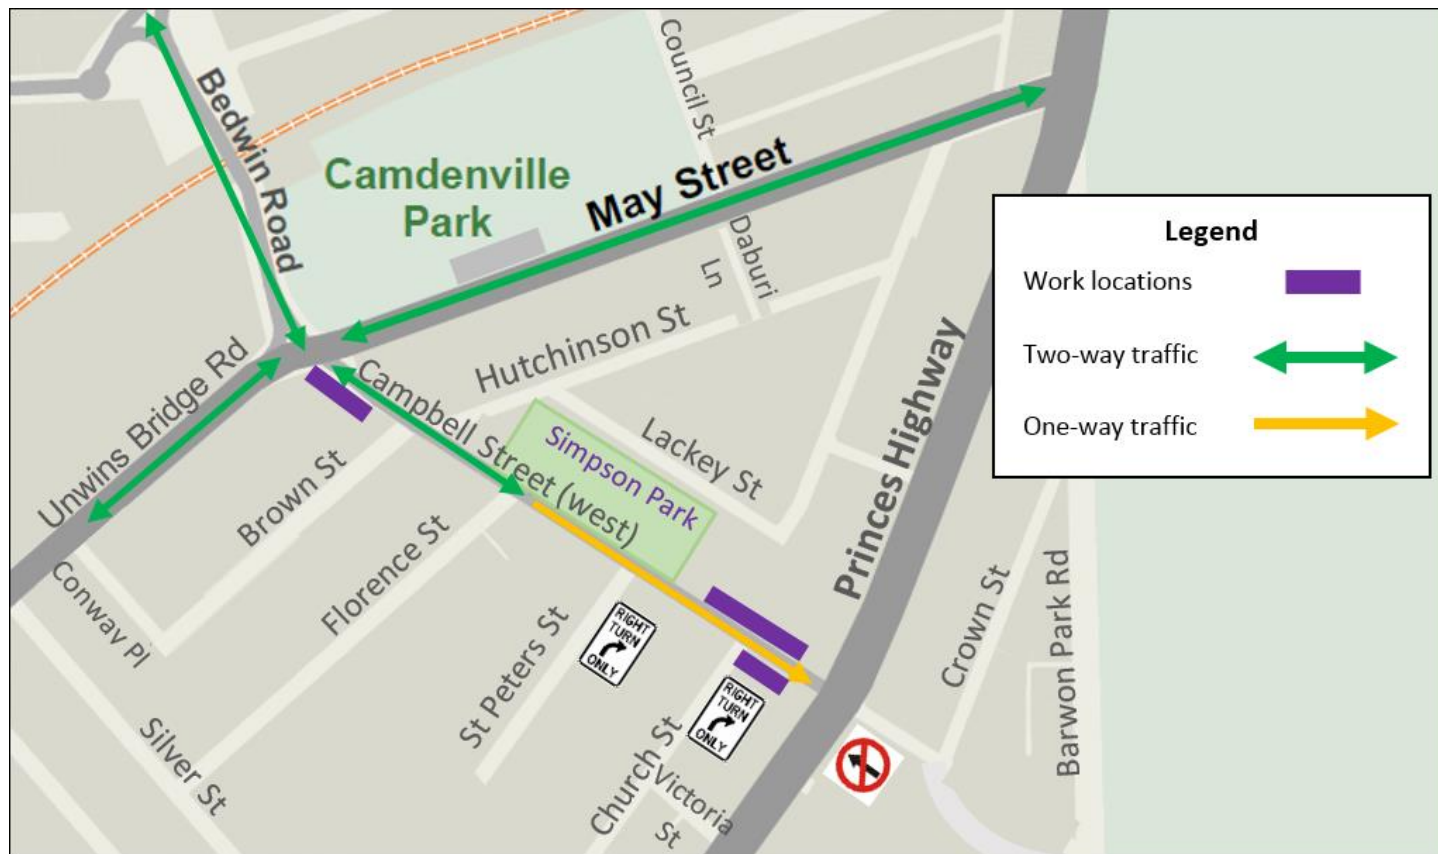 Council St
Bedwin Road
Camdenville
Park
May Street
Daburi
Ln
Legend
Work locations
Two-way traffic
One-way traffic
Hutchinson St
Unwins Bridge Rd
Campbell Street (west)
Simpson Park
Lackey St
Princes Highway
Brown St
Florence St
Conway Pl
St Peters St
RIGHT
TURN
ONLY
Crown St
Barwon Park Rd
RIGHT
TURN
ONLY
Silver St
Church St
Victoria
St